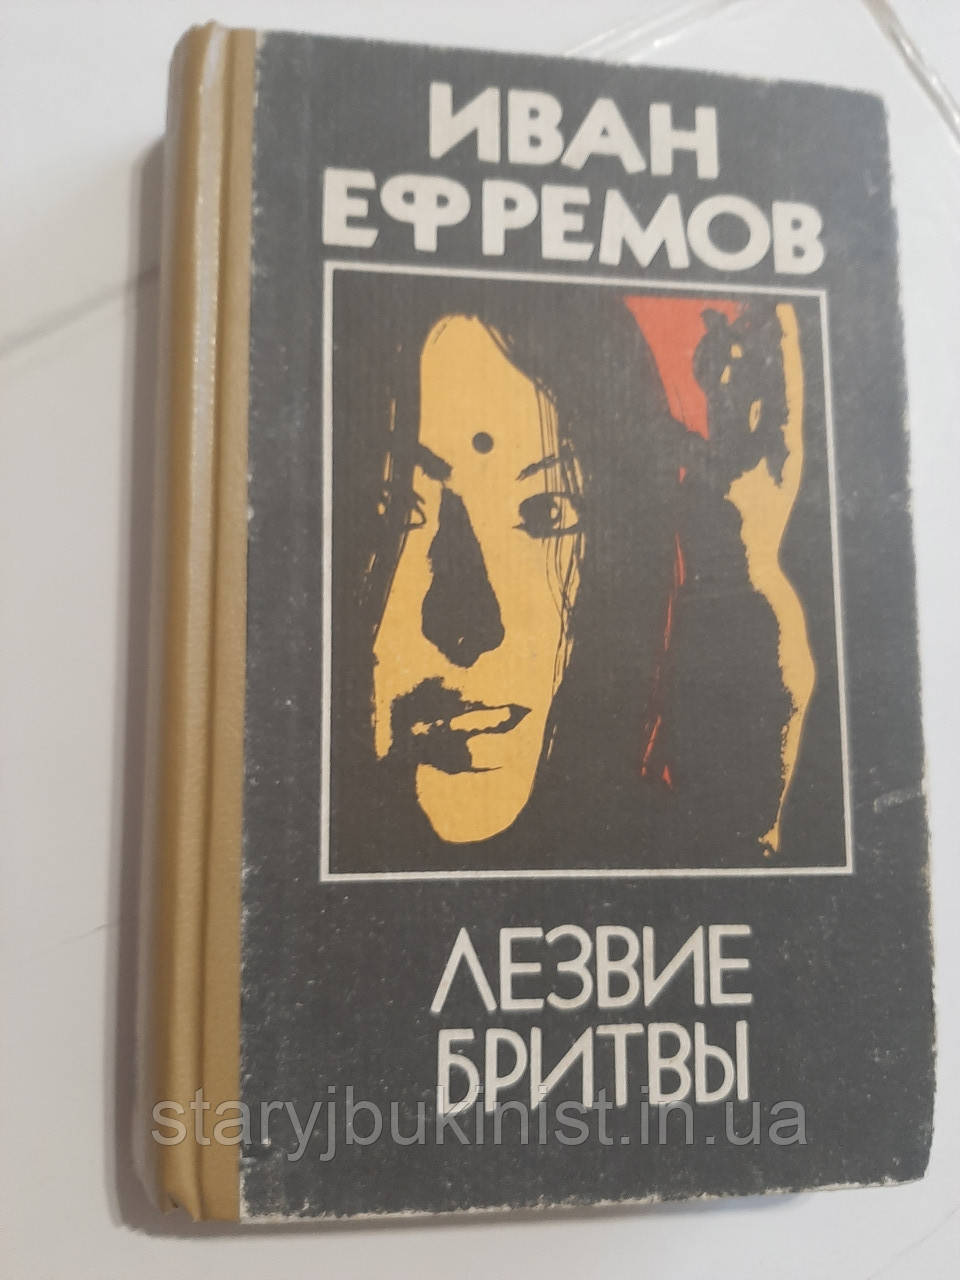 ИВАН
ЕФРЕМОВ
ЛЕЗВИЕ
БРИТВЫ
staryjbukinist.in.ua